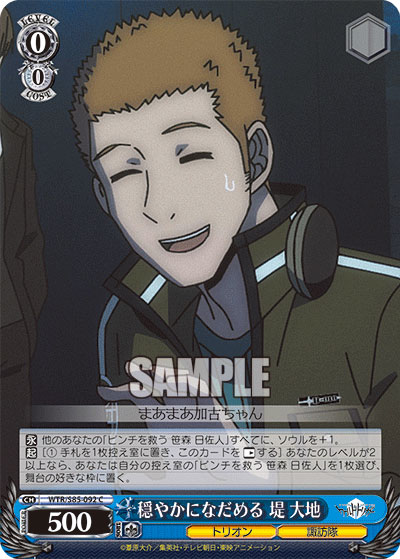 LEVEL
0
0
COST
SAMPLE
まあまあ加古ちゃん
永 他のあなたの「ピンチを救う 笹森 日佐人」すべてに、ソウルを+1。
起 [① 手札を1枚控え室に置き、このカードを レストする] あなたのレベルが2
以上なら、あなたは自分の控え室の「ピンチを救う 笹森 日佐人」を1枚選び、
舞台の好きな枠に置く。
CH WTR/S85-092 C
POWER
500
穏やかになだめる 堤 大地
トリオン
諏訪隊
©葦原大介／集英社・テレビ朝日・東映アニメーション